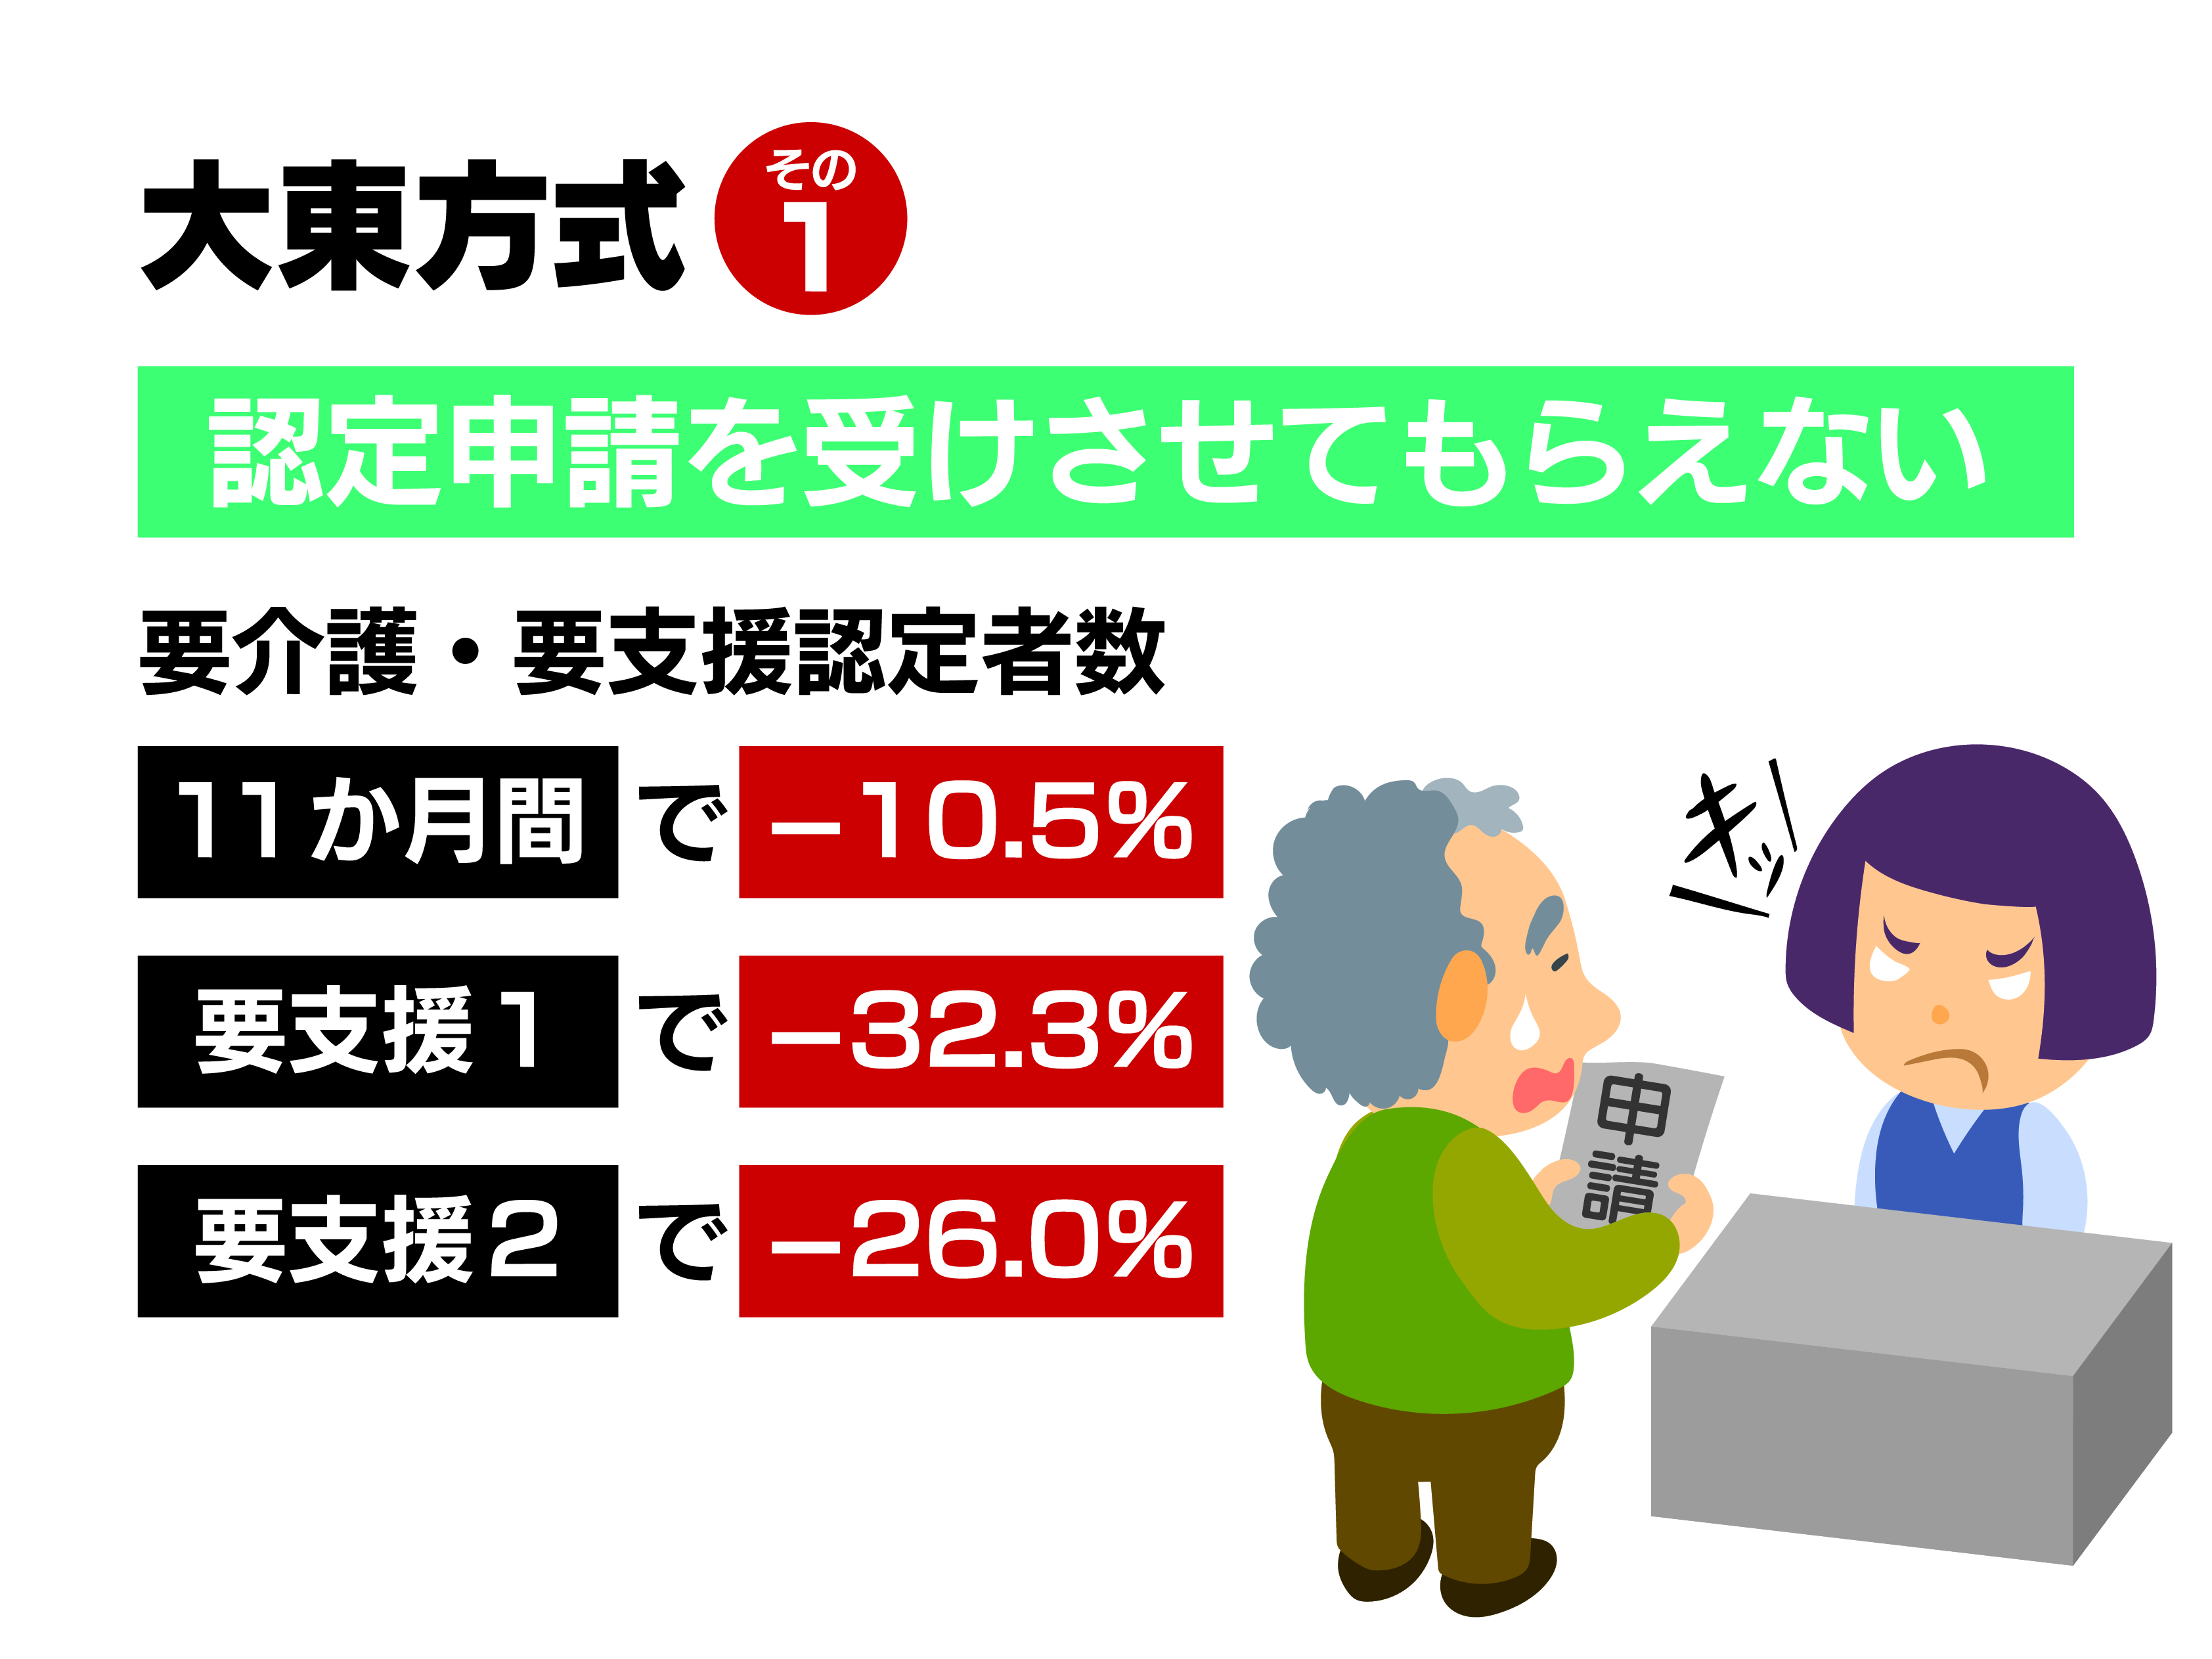 大東方式
その
1
認定申請を受けさせてもらえない
要介護・要支援認定者数
11か月間で−10.5%
要支援1で−32.3%
要支援2で−26.0%
キッ
申請